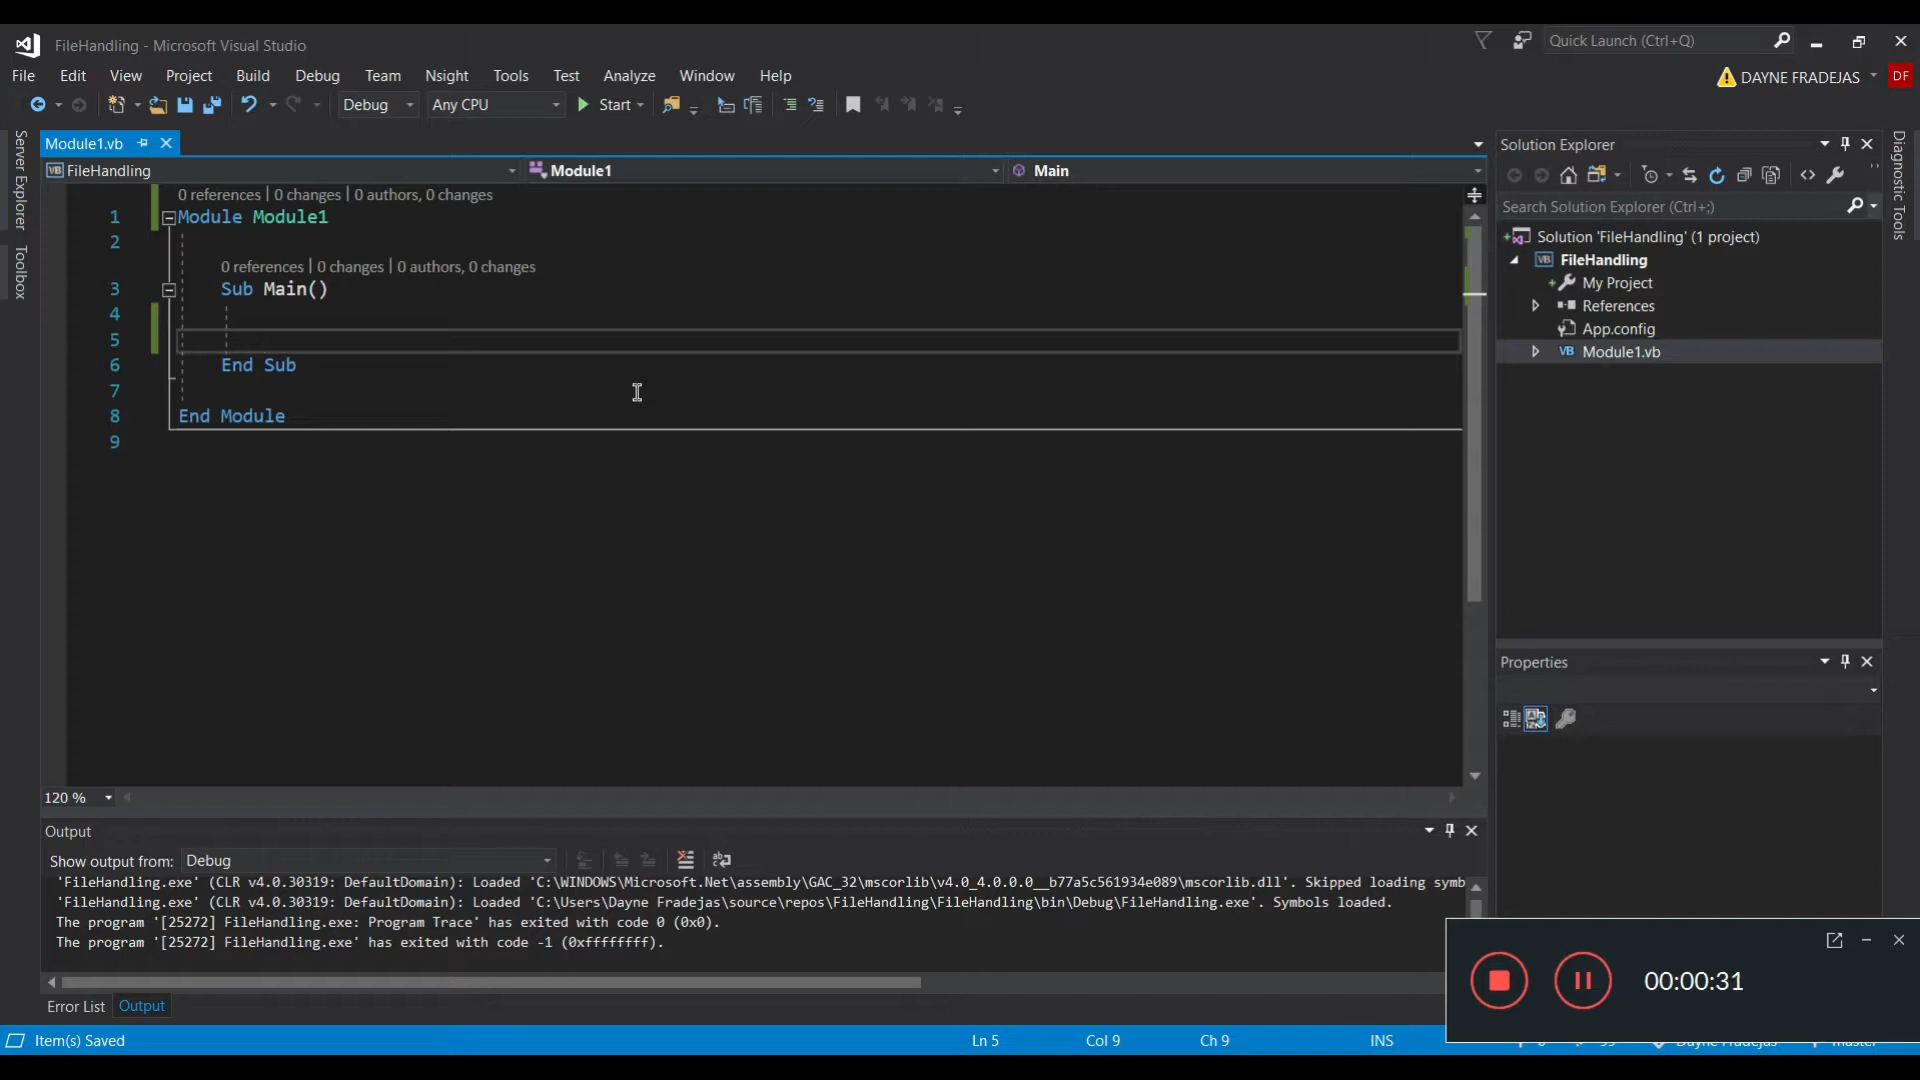 FileHandling - Microsoft Visual Studio
Quick Launch (Ctrl+Q)
File Edit View Project Build Debug Team Nsight Tools Test Analyze Window Help
DAYNE FRADEJAS DF
Debug Any CPU Start
Server Explorer
Toolbox
Module1.vb
FileHandling Module1 Main
0 references | 0 changes | 0 authors, 0 changes
1 Module Module1
2
0 references | 0 changes | 0 authors, 0 changes
3 Sub Main()
4
5
6 End Sub
7
8 End Module
9
120 %
Solution Explorer
Search Solution Explorer (Ctrl+;)
Solution 'FileHandling' (1 project)
FileHandling
My Project
References
App.config
Module1.vb
Diagnostic Tools
Properties
Output
Show output from: Debug
'FileHandling.exe' (CLR v4.0.30319: DefaultDomain): Loaded 'C:\WINDOWS\Microsoft.Net\assembly\GAC_32\mscorlib\v4.0_4.0.0.0__b77a5c561934e089\mscorlib.dll'. Skipped loading symb
'FileHandling.exe' (CLR v4.0.30319: DefaultDomain): Loaded 'C:\Users\Dayne Fradejas\source\repos\FileHandling\FileHandling\bin\Debug\FileHandling.exe'. Symbols loaded.
The program '[25272] FileHandling.exe: Program Trace' has exited with code 0 (0x0).
The program '[25272] FileHandling.exe' has exited with code -1 (0xffffffff).
Error List Output
00:00:31
Item(s) Saved Ln 5 Col 9 Ch 9 INS